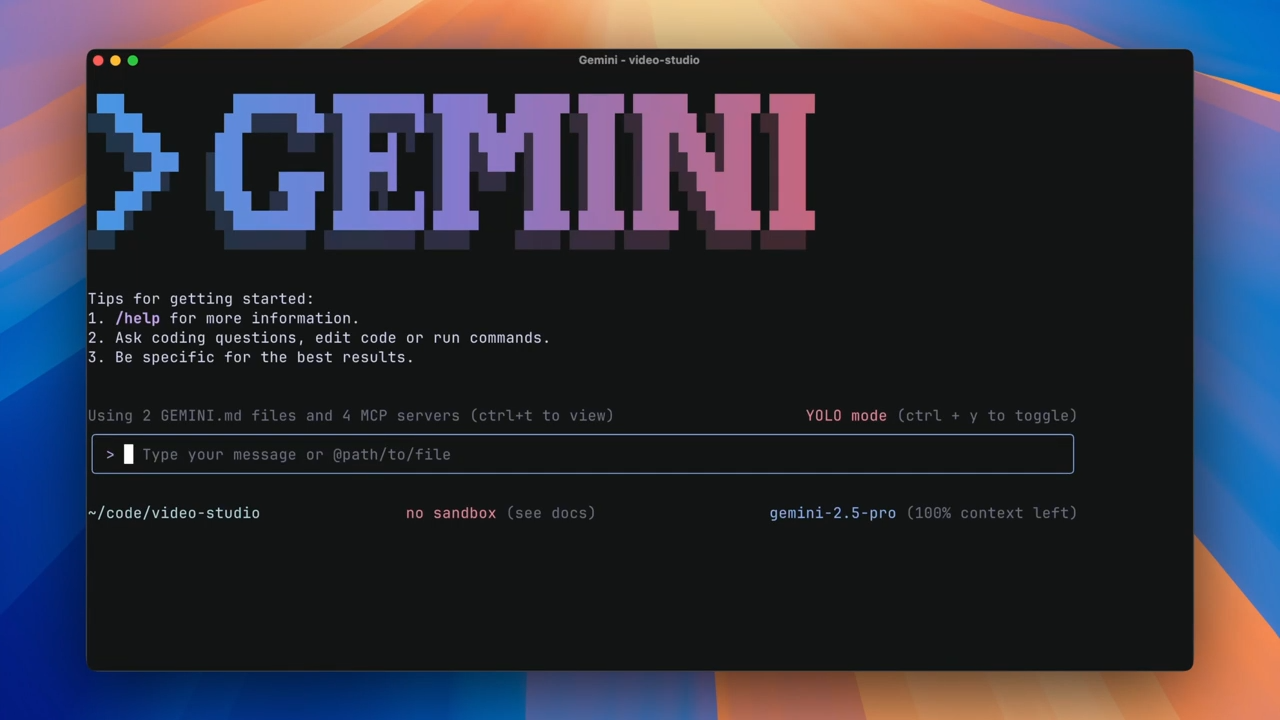 Gemini - video-studio
> GEMINI
Tips for getting started:
1. /help for more information.
2. Ask coding questions, edit code or run commands.
3. Be specific for the best results.
Using 2 GEMINI.md files and 4 MCP servers (ctrl+t to view) YOLO mode (ctrl + y to toggle)
> Type your message or @path/to/file
~/code/video-studio no sandbox (see docs) gemini-2.5-pro (100% context left)